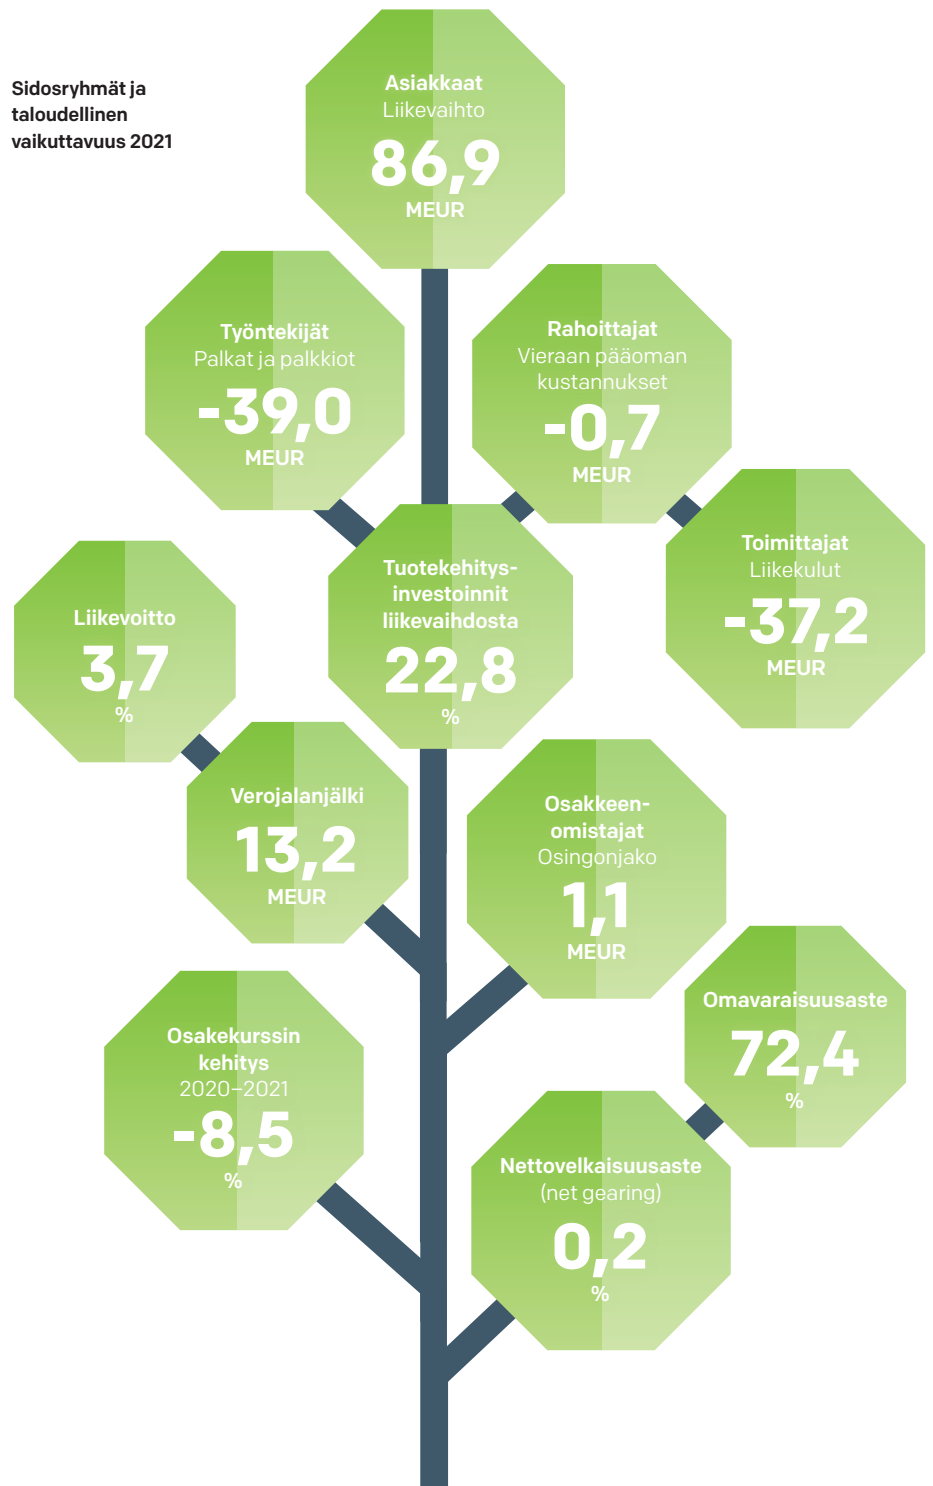 Sidosryhmät ja
taloudellinen
vaikuttavuus 2021
Asiakkaat
Liikevaihto
86,9
MEUR
Työntekijät
Palkat ja palkkiot
-39,0
MEUR
Rahoittajat
Vieraan pääoman
kustannukset
-0,7
MEUR
Toimittajat
Liikekulut
-37,2
MEUR
Tuotekehitys-
investoinnit
liikevaihdosta
22,8
%
Liikevoitto
3,7
%
Verojalanjälki
13,2
MEUR
Osakkeen-
omistajat
Osingonjako
1,1
MEUR
Omavaraisuusaste
72,4
%
Osakekurssin
kehitys
2020–2021
-8,5
%
Nettovelkaisuusaste
(net gearing)
0,2
%